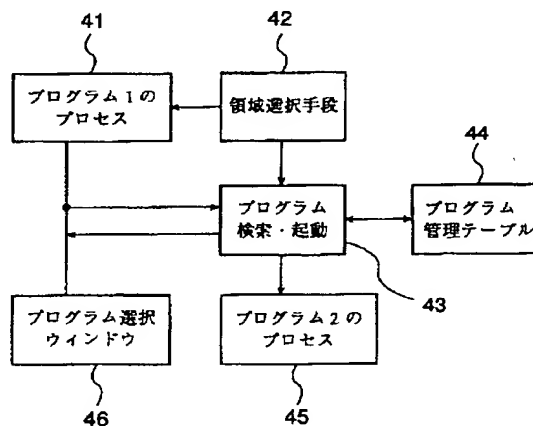 41
42
プログラム1の
プロセス
領域選択手段
44
プログラム
検索・起動
プログラム
管理テーブル
43
プログラム選択
ウィンドウ
プログラム2の
プロセス
46
45